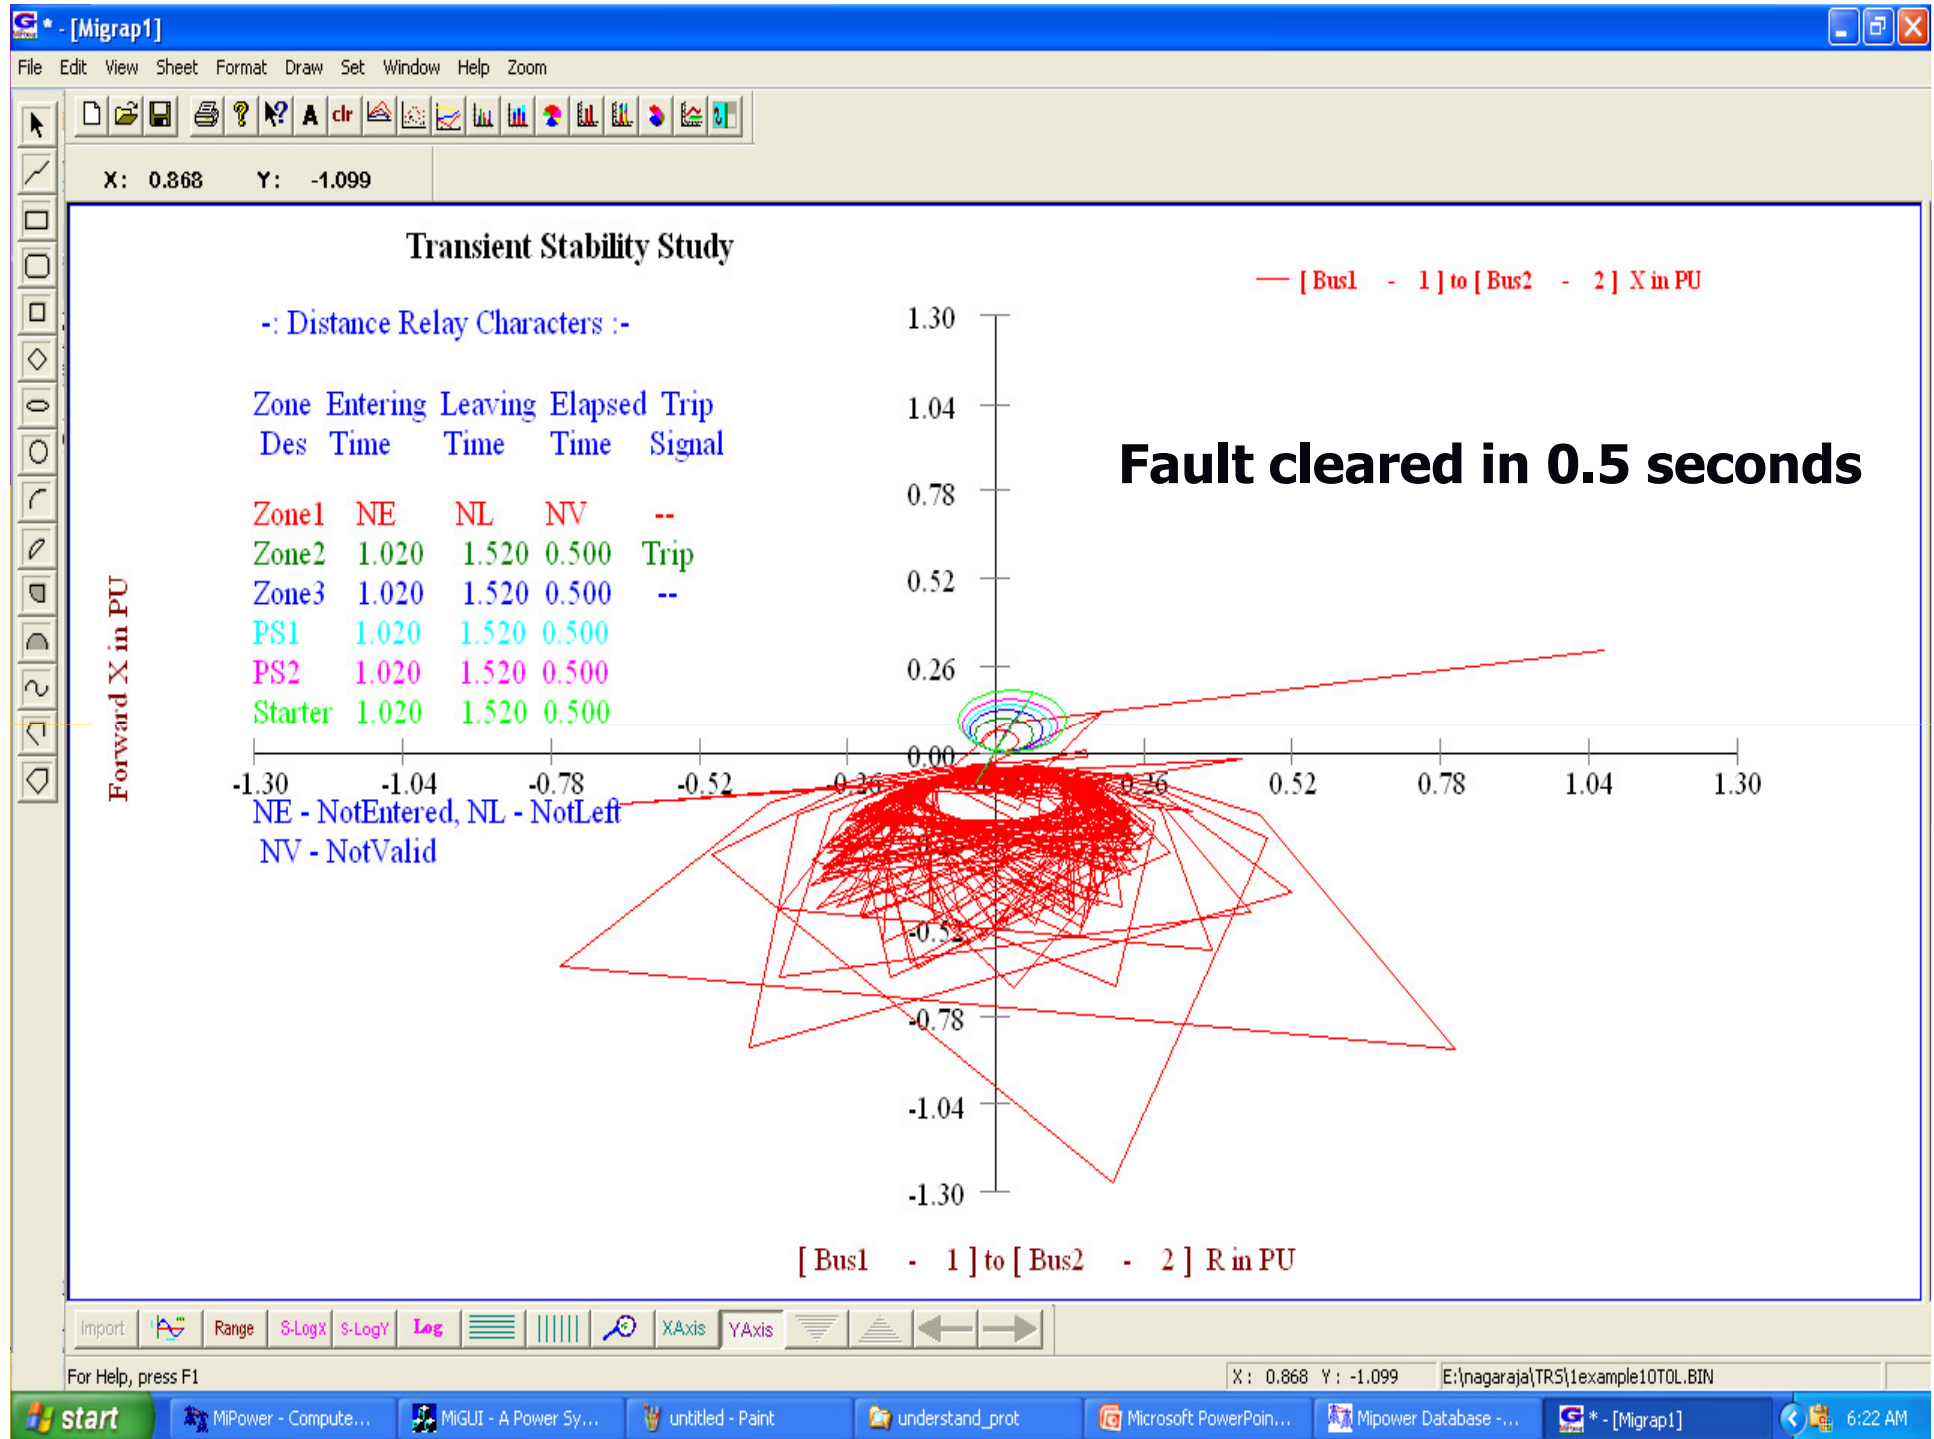 * - [Migrap1]
File Edit View Sheet Format Draw Set Window Help Zoom
A clr
X: 0.868 Y: -1.099
Transient Stability Study
[ Bus1 - 1 ] to [ Bus2 - 2 ] X in PU
-: Distance Relay Characters :-
Zone Entering Leaving Elapsed Trip
Des Time Time Time Signal
Zone1 NE NL NV --
Zone2 1.020 1.520 0.500 Trip
Zone3 1.020 1.520 0.500 --
PS1 1.020 1.520 0.500
PS2 1.020 1.520 0.500
Starter 1.020 1.520 0.500
NE - NotEntered, NL - NotLeft
NV - NotValid
Fault cleared in 0.5 seconds
Forward X in PU
1.30
1.04
0.78
0.52
0.26
0.00
-0.52
-0.78
-1.04
-1.30
-1.30 -1.04 -0.78 -0.52 -0.26 0.26 0.52 0.78 1.04 1.30
[ Bus1 - 1 ] to [ Bus2 - 2 ] R in PU
Import Range S-LogX S-LogY Log XAxis YAxis
For Help, press F1
X: 0.868 Y: -1.099 E:\nagaraja\TRS\1example10T0L.BIN
start MiPower - Compute... MiGUI - A Power Sy... untitled - Paint understand_prot Microsoft PowerPoin... Mipower Database -... * - [Migrap1] 6:22 AM